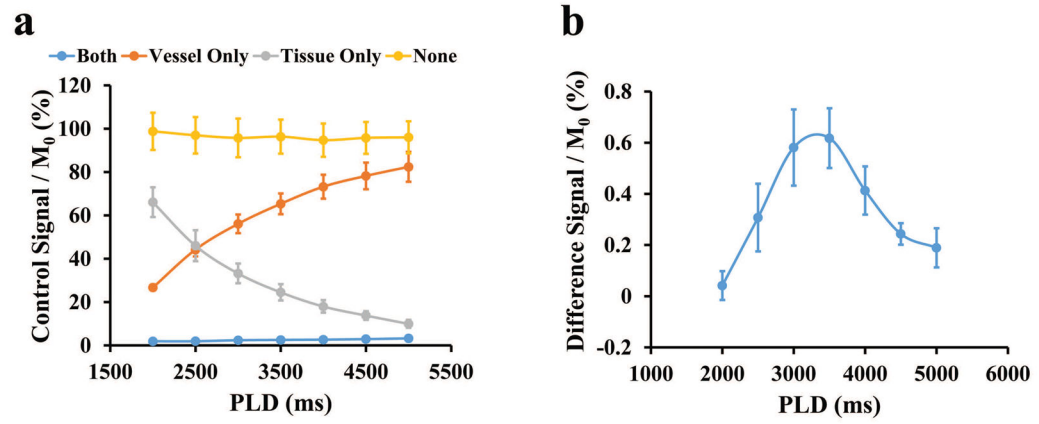 a
Both Vessel Only Tissue Only None
Control Signal / M0 (%)
120
100
80
60
40
20
0
1500 2500 3500 4500 5500
PLD (ms)
b
Difference Signal / M0 (%)
0.8
0.6
0.4
0.2
0
-0.2
1000 2000 3000 4000 5000 6000
PLD (ms)